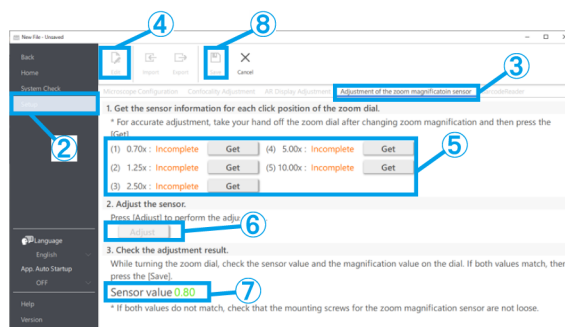 New File - Unsaved
④
⑧
Back
Home
System Check
Setup
Edit
Import
Export
Save
Cancel
③
Microscope Configuration
Confocality Adjustment
AR Display Adjustment
Adjustment of the zoom magnification sensor
②
1. Get the sensor information for each click position of the zoom dial.
* For accurate adjustment, take your hand off the zoom dial after changing zoom magnification and then press the
[Get]
(1) 0.70x : Incomplete Get (4) 5.00x : Incomplete Get
(2) 1.25x : Incomplete Get (5) 10.00x : Incomplete Get
(3) 2.50x : Incomplete Get
⑤
2. Adjust the sensor.
Press [Adjust] to perform the adju
Adjust
⑥
3. Check the adjustment result.
While turning the zoom dial, check the sensor value and the magnification value on the dial. If both values match, then
press the [Save].
Sensor value 0.80
⑦
* If both values do not match, check that the mounting screws for the zoom magnification sensor are not loose.
Language
English
App. Auto Startup
OFF
Help
Version